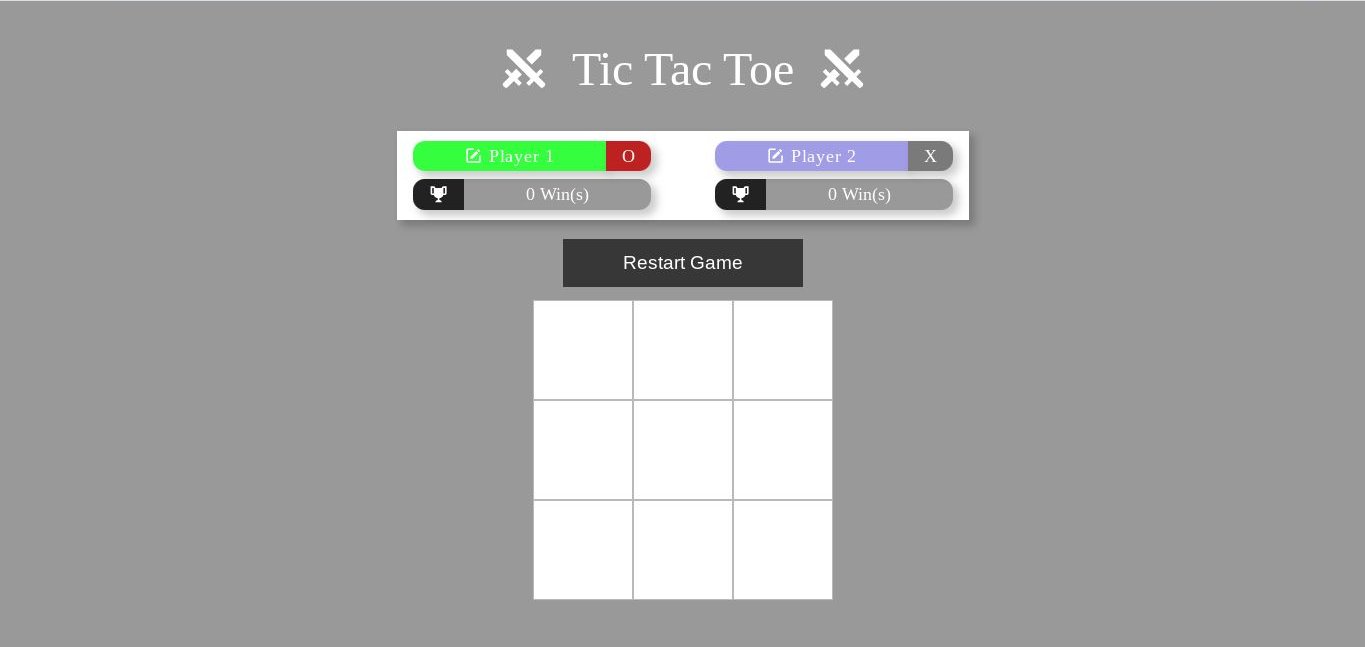 Tic Tac Toe
Player 1 O
Player 2 X
0 Win(s)
0 Win(s)
Restart Game